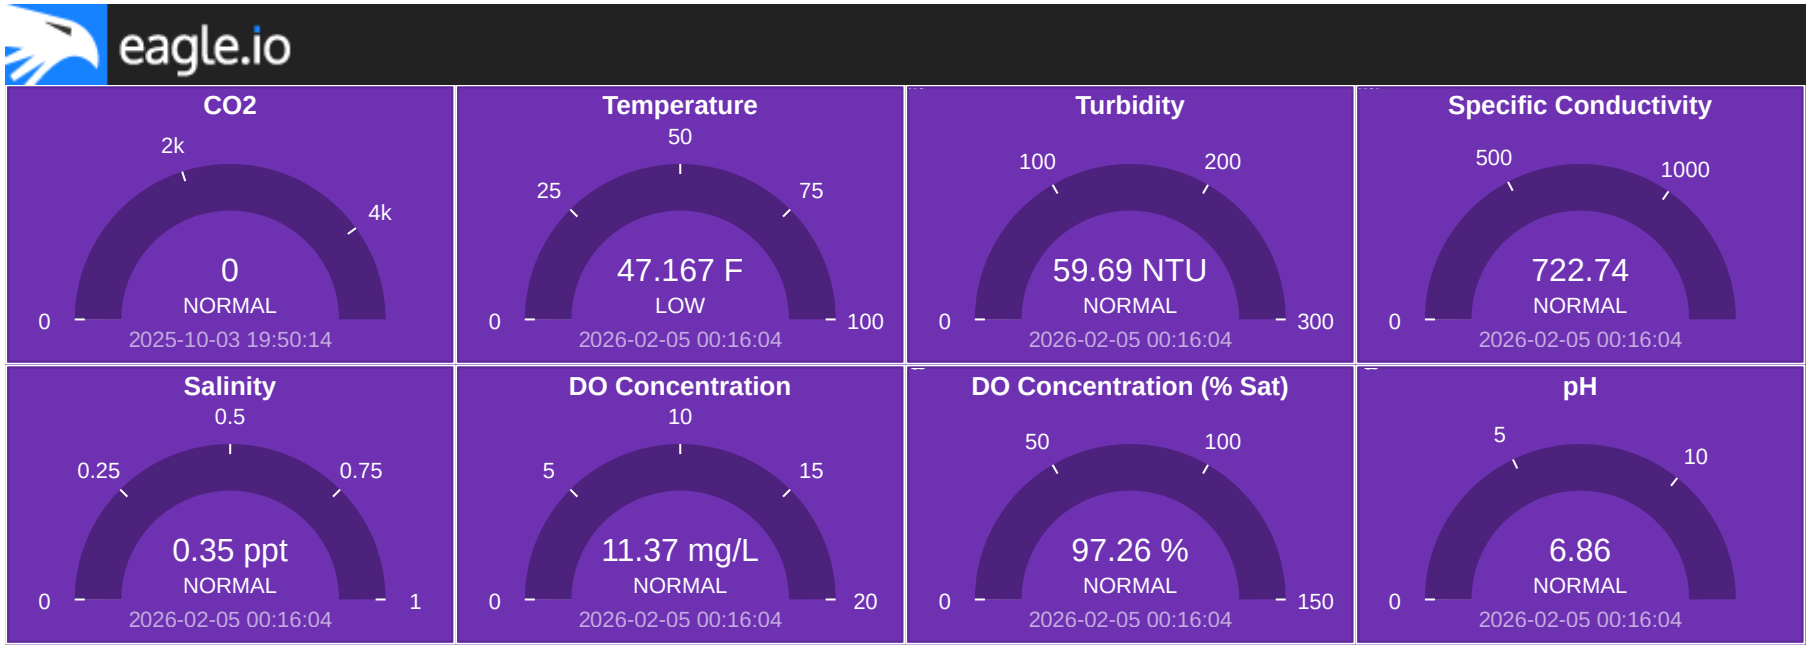 eagle.io
CO2
2k
4k
0
0
NORMAL
2025-10-03 19:50:14
Temperature
50
25
75
47.167 F
LOW
0
100
2026-02-05 00:16:04
Turbidity
100
200
59.69 NTU
NORMAL
0
300
2026-02-05 00:16:04
Specific Conductivity
500
1000
722.74
NORMAL
0
2026-02-05 00:16:04
Salinity
0.5
0.25
0.75
0.35 ppt
NORMAL
0
1
2026-02-05 00:16:04
DO Concentration
10
5
15
11.37 mg/L
NORMAL
0
20
2026-02-05 00:16:04
DO Concentration (% Sat)
50
100
97.26 %
NORMAL
0
150
2026-02-05 00:16:04
pH
5
10
6.86
NORMAL
0
2026-02-05 00:16:04